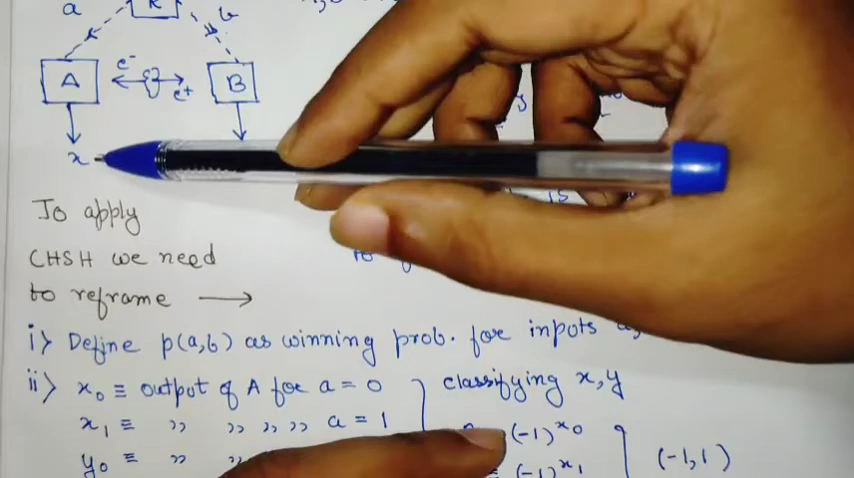 a
R
b
A
e⁻
e⁺
B
x
To apply
CHSH we need
to reframe ⟶
i> Define p(a,b) as winning prob. for inputs
ii> x₀ ≡ output of A for a = 0
classifying x,y
x₁ ≡ " " " " a = 1
(-1)^x₀
y₀ ≡ "
(-1)^x₁
(-1,1)